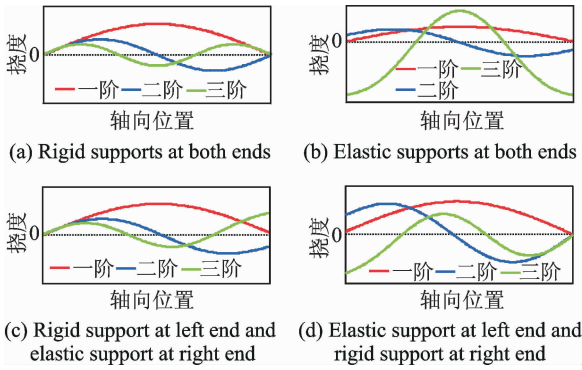 挠度
0
一阶 二阶 三阶
轴向位置
(a) Rigid supports at both ends
挠度
0
一阶 三阶
二阶
轴向位置
(b) Elastic supports at both ends
挠度
0
一阶 二阶 三阶
轴向位置
(c) Rigid support at left end and
elastic support at right end
挠度
0
一阶 二阶 三阶
轴向位置
(d) Elastic support at left end and
rigid support at right end